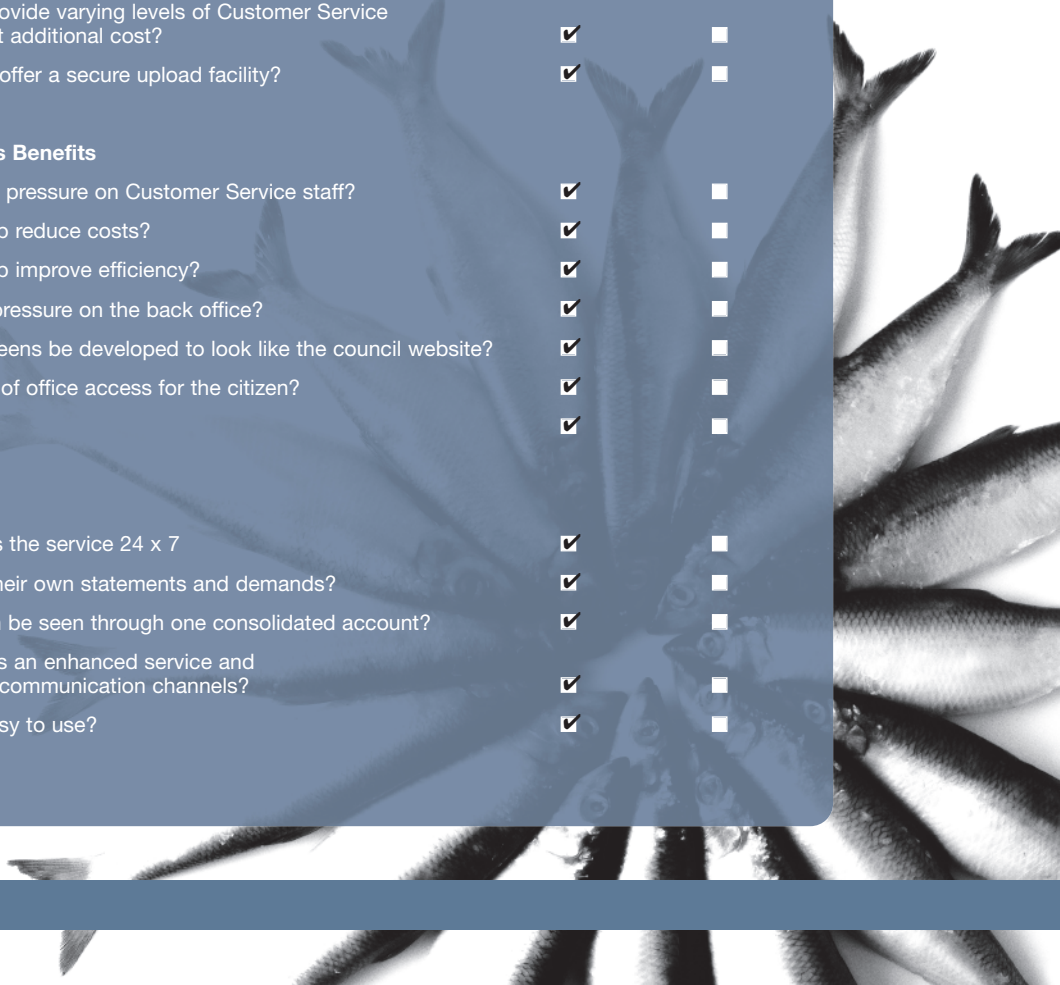 ovide varying levels of Customer Service
t additional cost?
offer a secure upload facility?
s Benefits
pressure on Customer Service staff?
o reduce costs?
o improve efficiency?
pressure on the back office?
eens be developed to look like the council website?
of office access for the citizen?
s the service 24 x 7
heir own statements and demands?
n be seen through one consolidated account?
s an enhanced service and
communication channels?
sy to use?